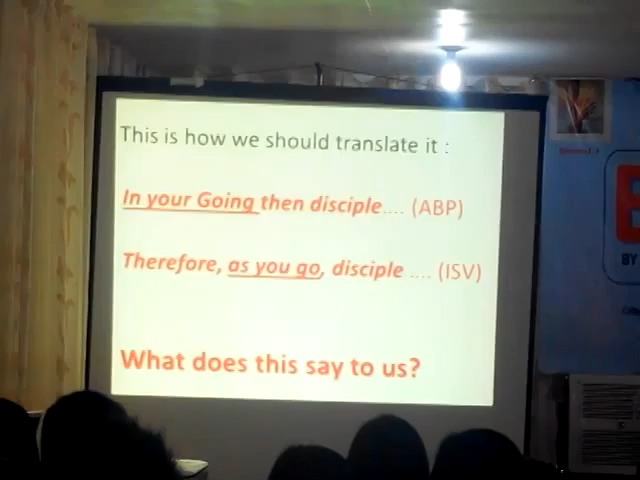 This is how we should translate it :
In your Going then disciple.... (ABP)
Therefore, as you go, disciple .... (ISV)
What does this say to us?
BY